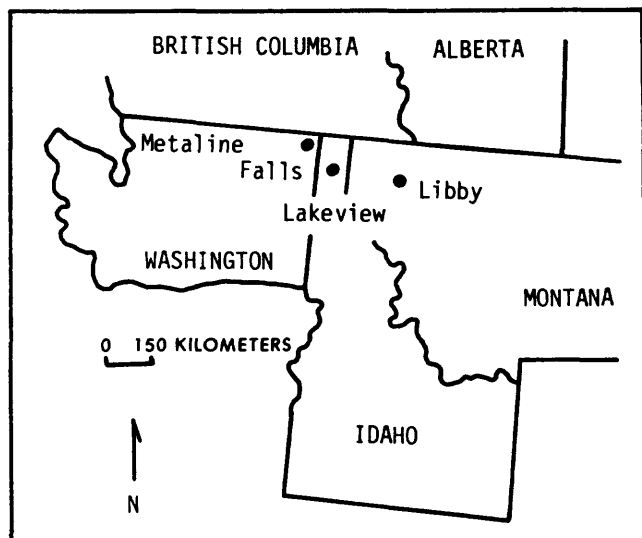 BRITISH COLUMBIA
ALBERTA
Metaline
Falls
Libby
Lakeview
WASHINGTON
MONTANA
0 150 KILOMETERS
IDAHO
N